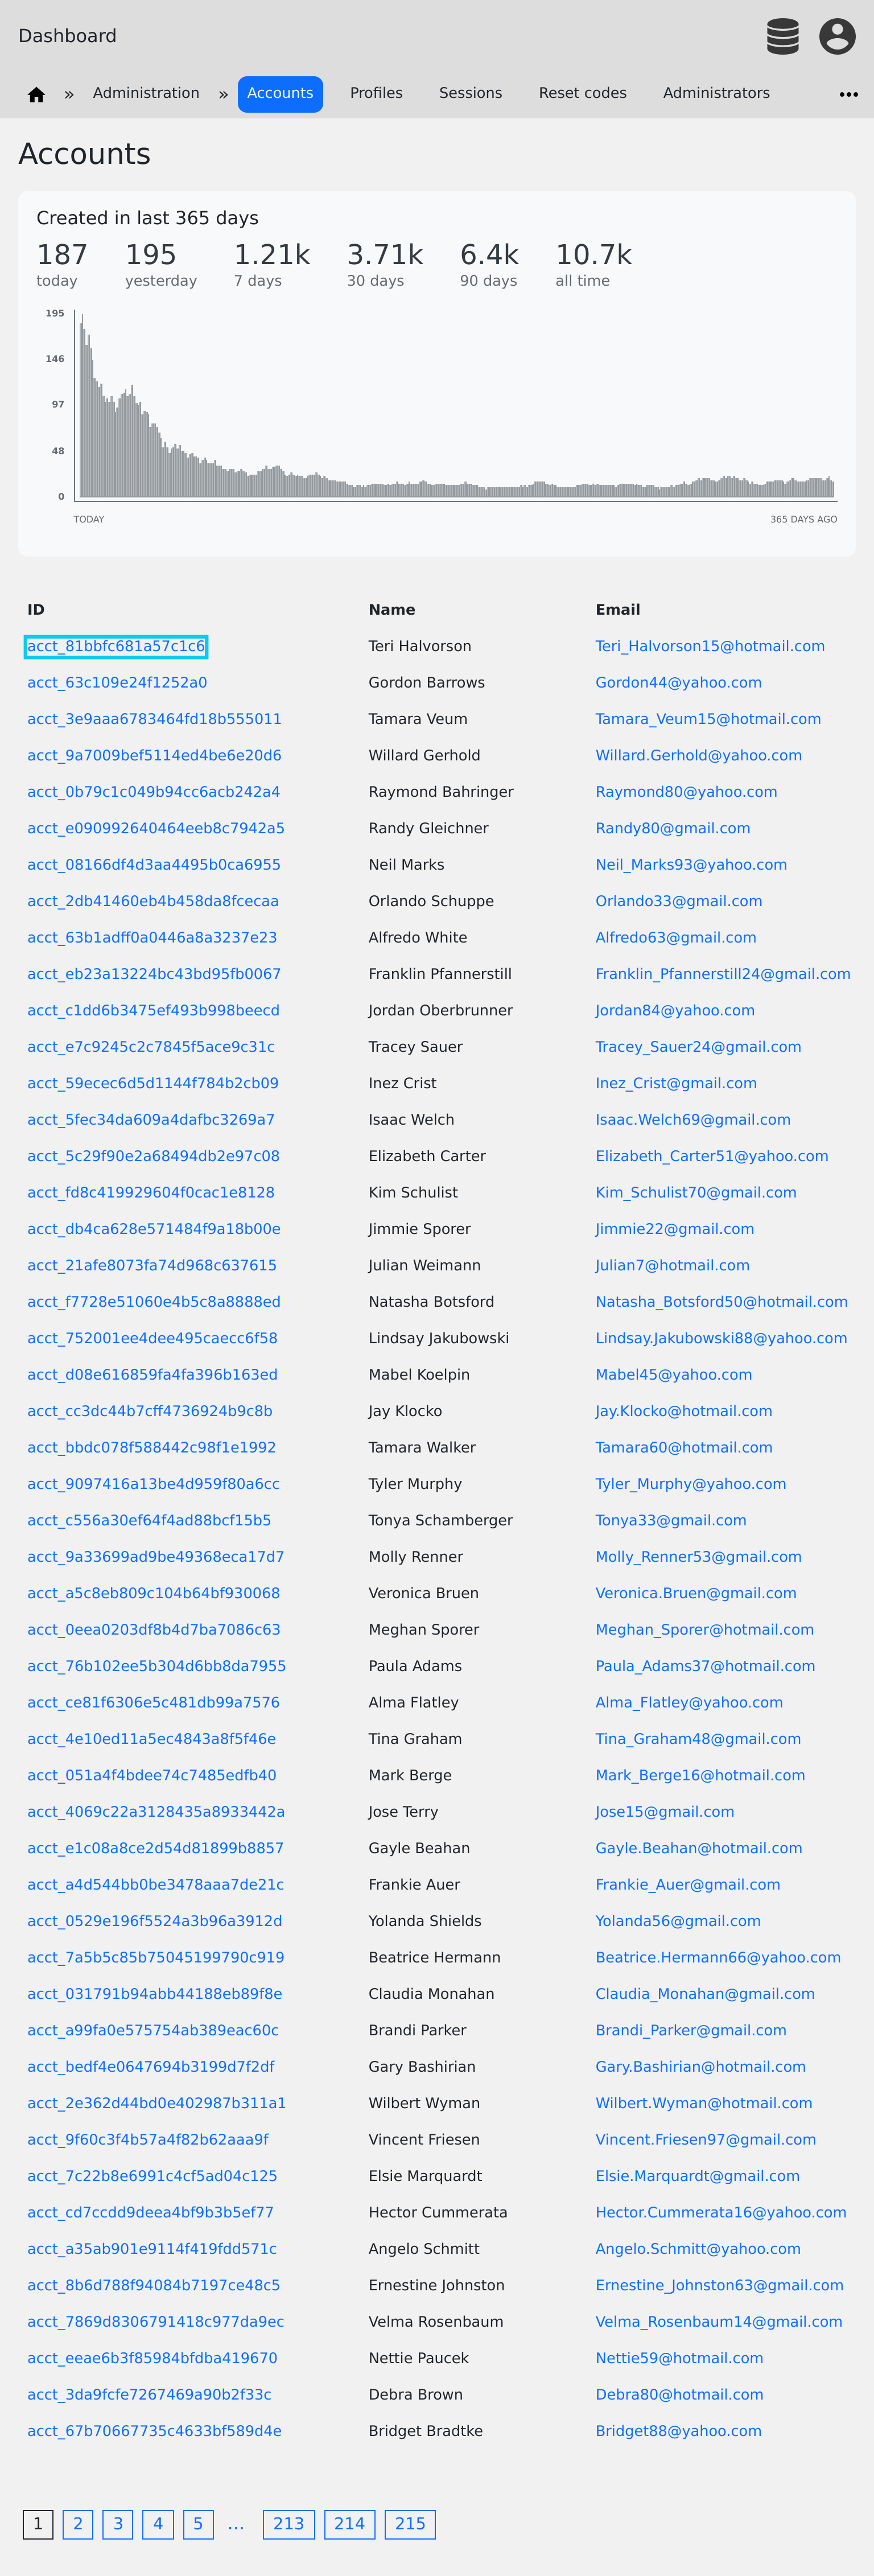 Dashboard
» Administration » Accounts Profiles Sessions Reset codes Administrators •••
Accounts
Created in last 365 days
187 195 1.21k 3.71k 6.4k 10.7k
today yesterday 7 days 30 days 90 days all time
195
146
97
48
0
TODAY 365 DAYS AGO
ID Name Email
acct_81bbfc681a57c1c6 Teri Halvorson Teri_Halvorson15@hotmail.com
acct_63c109e24f1252a0 Gordon Barrows Gordon44@yahoo.com
acct_3e9aaa6783464fd18b555011 Tamara Veum Tamara_Veum15@hotmail.com
acct_9a7009bef5114ed4be6e20d6 Willard Gerhold Willard.Gerhold@yahoo.com
acct_0b79c1c049b94cc6acb242a4 Raymond Bahringer Raymond80@yahoo.com
acct_e090992640464eeb8c7942a5 Randy Gleichner Randy80@gmail.com
acct_08166df4d3aa4495b0ca6955 Neil Marks Neil_Marks93@yahoo.com
acct_2db41460eb4b458da8fcecaa Orlando Schuppe Orlando33@gmail.com
acct_63b1adff0a0446a8a3237e23 Alfredo White Alfredo63@gmail.com
acct_eb23a13224bc43bd95fb0067 Franklin Pfannerstill Franklin_Pfannerstill24@gmail.com
acct_c1dd6b3475ef493b998beecd Jordan Oberbrunner Jordan84@yahoo.com
acct_e7c9245c2c7845f5ace9c31c Tracey Sauer Tracey_Sauer24@gmail.com
acct_59ecec6d5d1144f784b2cb09 Inez Crist Inez_Crist@gmail.com
acct_5fec34da609a4dafbc3269a7 Isaac Welch Isaac.Welch69@gmail.com
acct_5c29f90e2a68494db2e97c08 Elizabeth Carter Elizabeth_Carter51@yahoo.com
acct_fd8c419929604f0cac1e8128 Kim Schulist Kim_Schulist70@gmail.com
acct_db4ca628e571484f9a18b00e Jimmie Sporer Jimmie22@gmail.com
acct_21afe8073fa74d968c637615 Julian Weimann Julian7@hotmail.com
acct_f7728e51060e4b5c8a8888ed Natasha Botsford Natasha_Botsford50@hotmail.com
acct_752001ee4dee495caecc6f58 Lindsay Jakubowski Lindsay.Jakubowski88@yahoo.com
acct_d08e616859fa4fa396b163ed Mabel Koelpin Mabel45@yahoo.com
acct_cc3dc44b7cff4736924b9c8b Jay Klocko Jay.Klocko@hotmail.com
acct_bbdc078f588442c98f1e1992 Tamara Walker Tamara60@hotmail.com
acct_9097416a13be4d959f80a6cc Tyler Murphy Tyler_Murphy@yahoo.com
acct_c556a30ef64f4ad88bcf15b5 Tonya Schamberger Tonya33@gmail.com
acct_9a33699ad9be49368eca17d7 Molly Renner Molly_Renner53@gmail.com
acct_a5c8eb809c104b64bf930068 Veronica Bruen Veronica.Bruen@gmail.com
acct_0eea0203df8b4d7ba7086c63 Meghan Sporer Meghan_Sporer@hotmail.com
acct_76b102ee5b304d6bb8da7955 Paula Adams Paula_Adams37@hotmail.com
acct_ce81f6306e5c481db99a7576 Alma Flatley Alma_Flatley@yahoo.com
acct_4e10ed11a5ec4843a8f5f46e Tina Graham Tina_Graham48@gmail.com
acct_051a4f4bdee74c7485edfb40 Mark Berge Mark_Berge16@hotmail.com
acct_4069c22a3128435a8933442a Jose Terry Jose15@gmail.com
acct_e1c08a8ce2d54d81899b8857 Gayle Beahan Gayle.Beahan@hotmail.com
acct_a4d544bb0be3478aaa7de21c Frankie Auer Frankie_Auer@gmail.com
acct_0529e196f5524a3b96a3912d Yolanda Shields Yolanda56@gmail.com
acct_7a5b5c85b75045199790c919 Beatrice Hermann Beatrice.Hermann66@yahoo.com
acct_031791b94abb44188eb89f8e Claudia Monahan Claudia_Monahan@gmail.com
acct_a99fa0e575754ab389eac60c Brandi Parker Brandi_Parker@gmail.com
acct_bedf4e0647694b3199d7f2df Gary Bashirian Gary.Bashirian@hotmail.com
acct_2e362d44bd0e402987b311a1 Wilbert Wyman Wilbert.Wyman@hotmail.com
acct_9f60c3f4b57a4f82b62aaa9f Vincent Friesen Vincent.Friesen97@gmail.com
acct_7c22b8e6991c4cf5ad04c125 Elsie Marquardt Elsie.Marquardt@gmail.com
acct_cd7ccdd9deea4bf9b3b5ef77 Hector Cummerata Hector.Cummerata16@yahoo.com
acct_a35ab901e9114f419fdd571c Angelo Schmitt Angelo.Schmitt@yahoo.com
acct_8b6d788f94084b7197ce48c5 Ernestine Johnston Ernestine_Johnston63@gmail.com
acct_7869d8306791418c977da9ec Velma Rosenbaum Velma_Rosenbaum14@gmail.com
acct_eeae6b3f85984bfdba419670 Nettie Paucek Nettie59@hotmail.com
acct_3da9fcfe7267469a90b2f33c Debra Brown Debra80@hotmail.com
acct_67b70667735c4633bf589d4e Bridget Bradtke Bridget88@yahoo.com
1 2 3 4 5 … 213 214 215